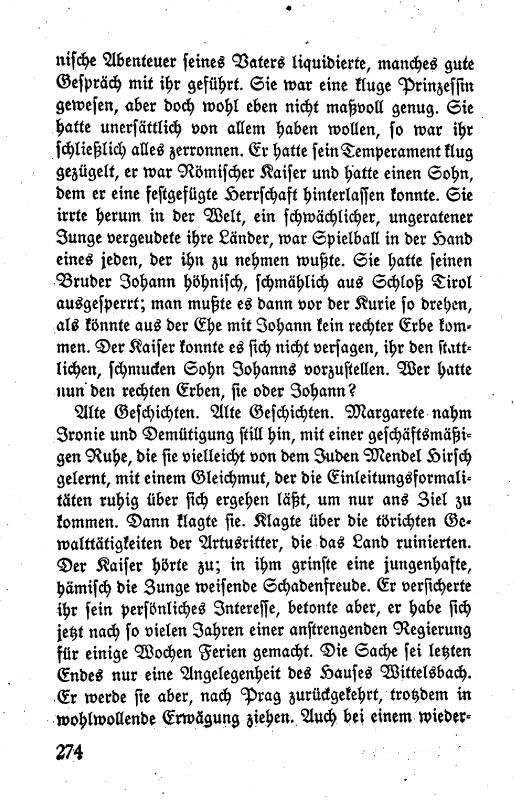 nische Abenteuer seines Vaters liquidierte, manches gute
Gespräch mit ihr geführt. Sie war eine kluge Prinzessin
gewesen, aber doch wohl eben nicht maßvoll genug. Sie
hatte unersättlich von allem haben wollen, so war ihr
schließlich alles zerronnen. Er hatte sein Temperament klug
gezügelt, er war Römischer Kaiser und hatte einen Sohn,
dem er eine festgefügte Herrschaft hinterlassen konnte. Sie
irrte herum in der Welt, ein schwächlicher, ungeratener
Junge vergeudete ihre Länder, war Spielball in der Hand
eines jeden, der ihn zu nehmen wußte. Sie hatte seinen
Bruder Johann höhnisch, schmählich aus Schloß Tirol
ausgesperrt; man mußte es dann vor der Kurie so drehen,
als könnte aus der Ehe mit Johann kein rechter Erbe kom-
men. Der Kaiser konnte es sich nicht versagen, ihr den statt-
lichen, schmucken Sohn Johanns vorzustellen. Wer hatte
nun den rechten Erben, sie oder Johann?
Alte Geschichten. Alte Geschichten. Margarete nahm
Ironie und Demütigung still hin, mit einer geschäftsmäßi-
gen Ruhe, die sie vielleicht von dem Juden Mendel Hirsch
gelernt, mit einem Gleichmut, der die Einleitungsformali-
täten ruhig über sich ergehen läßt, um nur ans Ziel zu
kommen. Dann klagte sie. Klagte über die törichten Ge-
walttätigkeiten der Artusritter, die das Land ruinierten.
Der Kaiser hörte zu; in ihm grinste eine jungenhafte,
hämisch die Zunge weisende Schadenfreude. Er versicherte
ihr sein persönliches Interesse, betonte aber, er habe sich
jetzt nach so vielen Jahren einer anstrengenden Regierung
für einige Wochen Ferien gemacht. Die Sache sei letzten
Endes nur eine Angelegenheit des Hauses Wittelsbach.
Er werde sie aber, nach Prag zurückgekehrt, trotzdem in
wohlwollende Erwägung ziehen. Auch bei einem wieder-
274